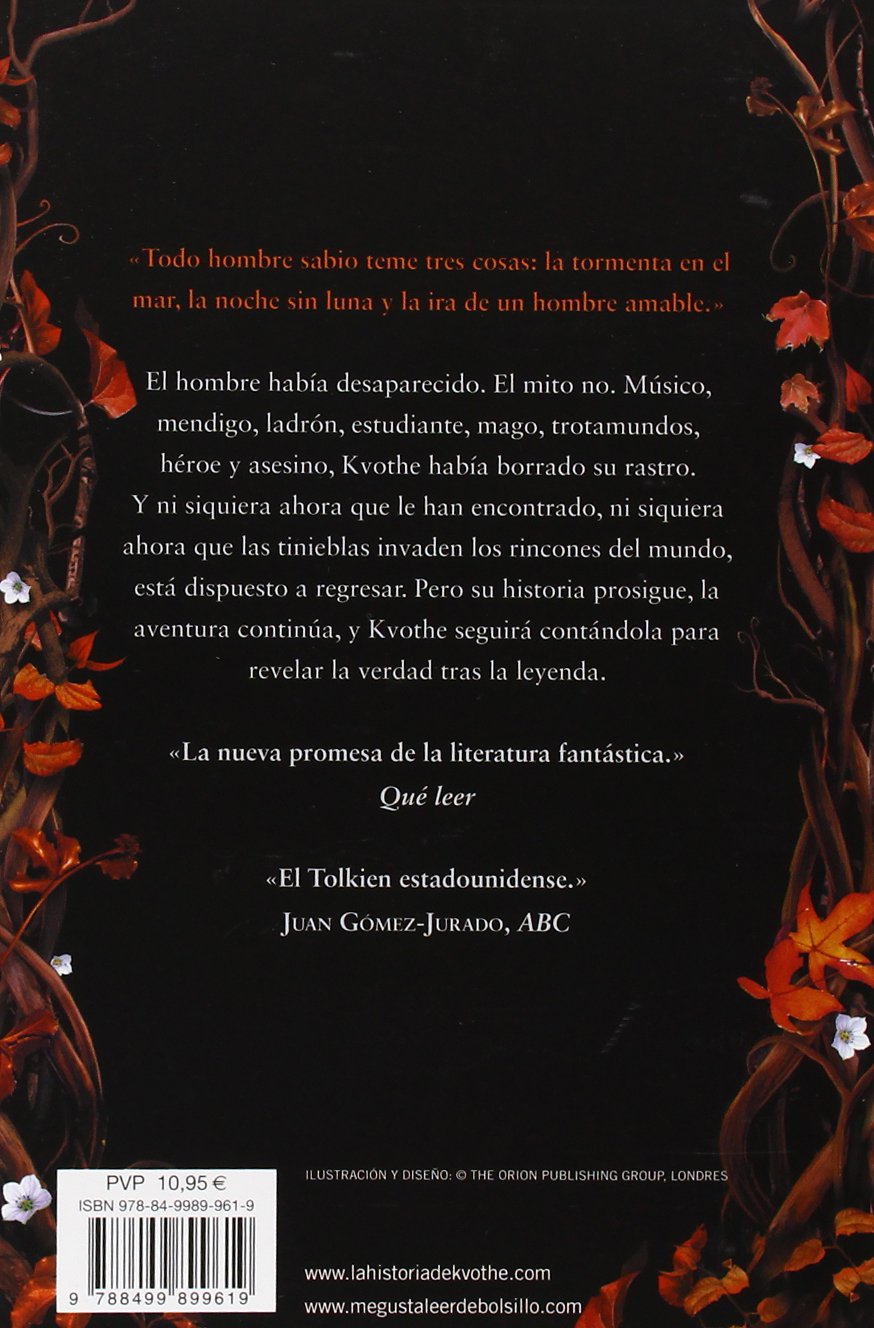 «Todo hombre sabio teme tres cosas: la tormenta en el
mar, la noche sin luna y la ira de un hombre amable.»
El hombre había desaparecido. El mito no. Músico,
mendigo, ladrón, estudiante, mago, trotamundos,
héroe y asesino, Kvothe había borrado su rastro.
Y ni siquiera ahora que le han encontrado, ni siquiera
ahora que las tinieblas invaden los rincones del mundo,
está dispuesto a regresar. Pero su historia prosigue, la
aventura continúa, y Kvothe seguirá contándola para
revelar la verdad tras la leyenda.
«La nueva promesa de la literatura fantástica.»
Qué leer
«El Tolkien estadounidense.»
JUAN GÓMEZ-JURADO, ABC
PVP 10,95 €
ISBN 978-84-9989-961-9
9 788499 899619
ILUSTRACIÓN Y DISEÑO: © THE ORION PUBLISHING GROUP, LONDRES
www.lahistoriadekvothe.com
www.megustaleerdebolsillo.com